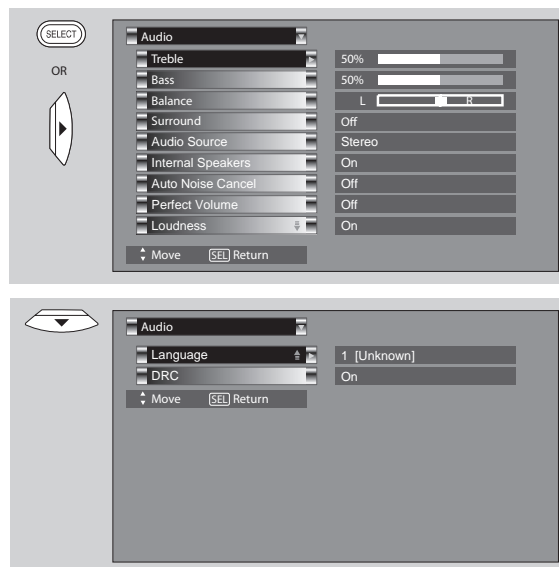 SELECT
OR
Audio
Treble 50%
Bass 50%
Balance L R
Surround Off
Audio Source Stereo
Internal Speakers On
Auto Noise Cancel Off
Perfect Volume Off
Loudness On
Move SEL Return
Audio
Language 1 [Unknown]
DRC On
Move SEL Return